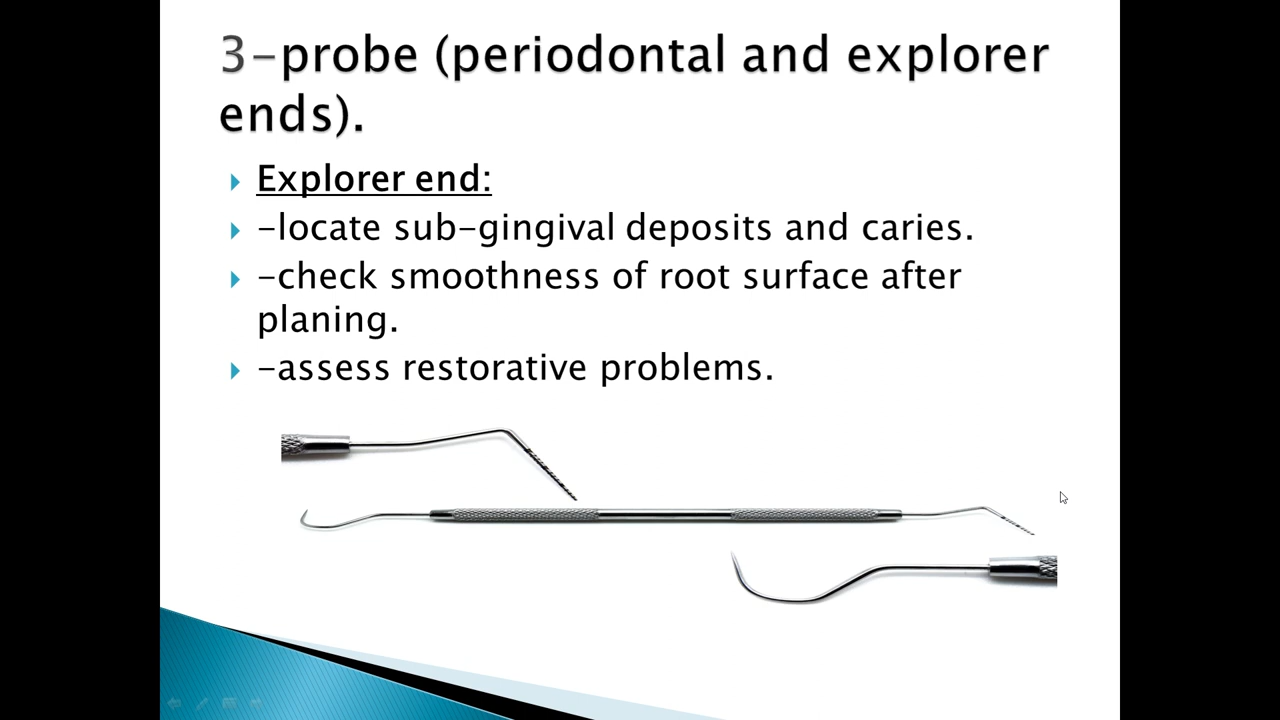 3-probe (periodontal and explorer
ends).
Explorer end:
-locate sub-gingival deposits and caries.
-check smoothness of root surface after
planing.
-assess restorative problems.